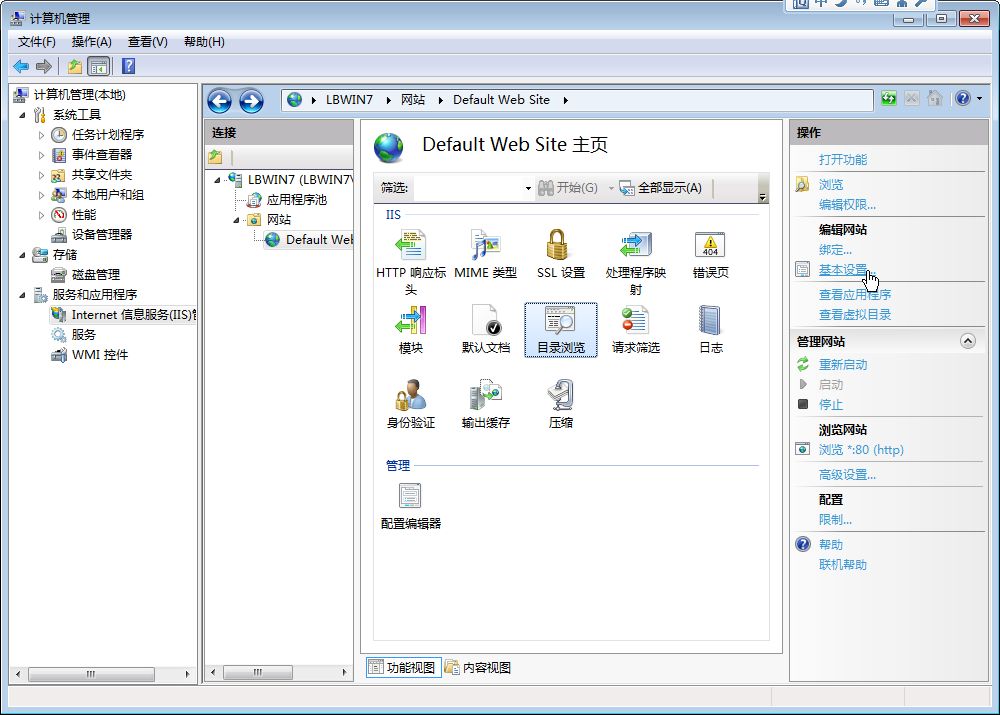 计算机管理
文件(F) 操作(A) 查看(V) 帮助(H)
计算机管理(本地)
系统工具
任务计划程序
事件查看器
共享文件夹
本地用户和组
性能
设备管理器
存储
磁盘管理
服务和应用程序
Internet 信息服务(IIS)管
服务
WMI 控件
LBWIN7 网站 Default Web Site
连接
LBWIN7 (LBWIN7\
应用程序池
网站
Default Web
Default Web Site 主页
筛选: 开始(G) 全部显示(A)
IIS
HTTP 响应标头
MIME 类型
SSL 设置
处理程序映射
404
错误页
模块
默认文档
目录浏览
请求筛选
日志
身份验证
输出缓存
压缩
管理
配置编辑器
功能视图 内容视图
操作
打开功能
浏览
编辑权限...
编辑网站
绑定...
基本设置...
查看应用程序
查看虚拟目录
管理网站
重新启动
启动
停止
浏览网站
浏览 *:80 (http)
高级设置...
配置
限制...
帮助
联机帮助